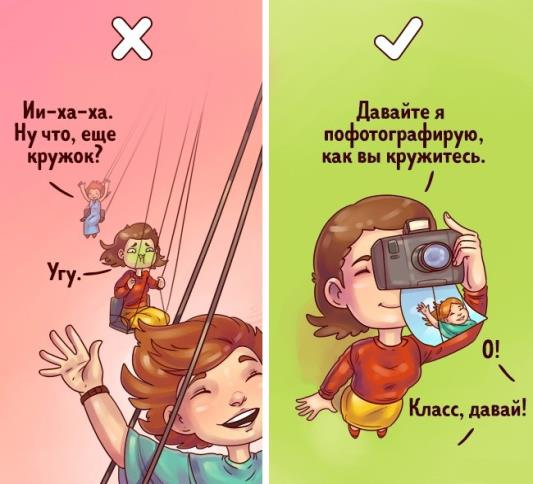 Ии-ха-ха.
Ну что, еще
кружок?
Угу.
Давайте я
пофотографирую,
как вы кружитесь.
О!
Класс, давай!